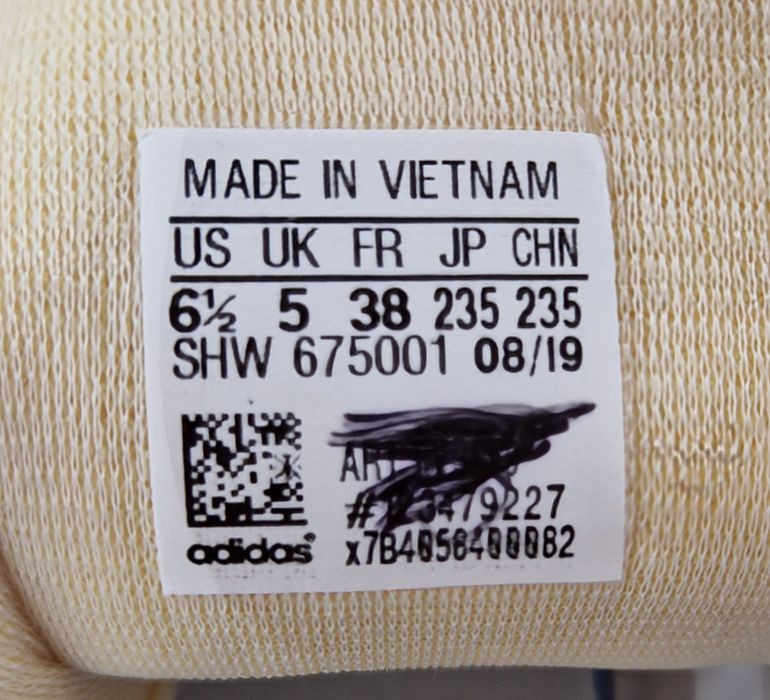 MADE IN VIETNAM
US UK FR JP CHN
6½ 5 38 235 235
SHW 675001 08/19
ART
adidas® x7B4056400082